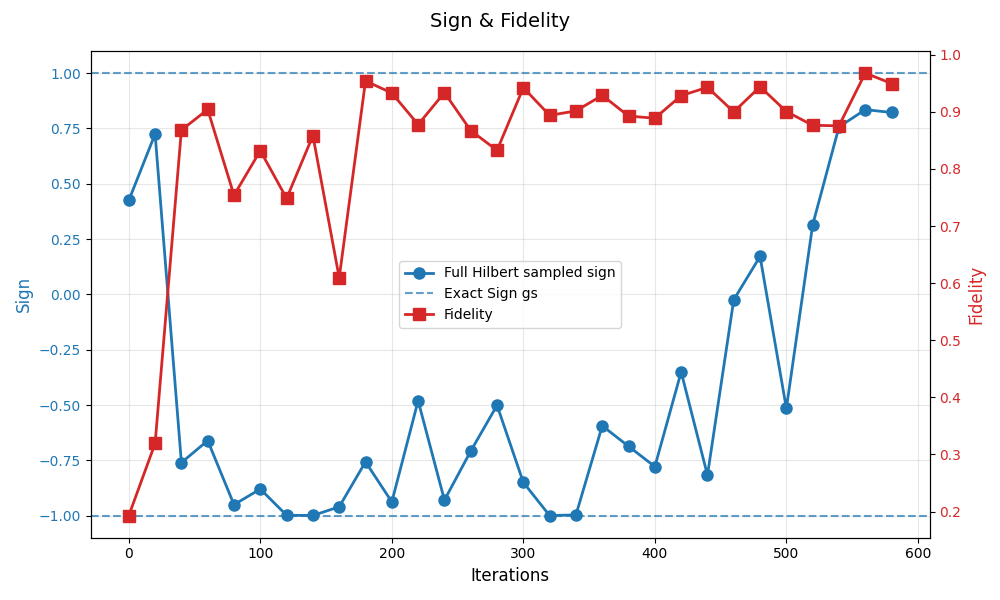 Sign & Fidelity
1.00
0.75
0.50
0.25
0.00
−0.25
−0.50
−0.75
−1.00
Sign
1.0
0.9
0.8
0.7
0.6
0.5
0.4
0.3
0.2
Fidelity
Full Hilbert sampled sign
Exact Sign gs
Fidelity
0 100 200 300 400 500 600
Iterations